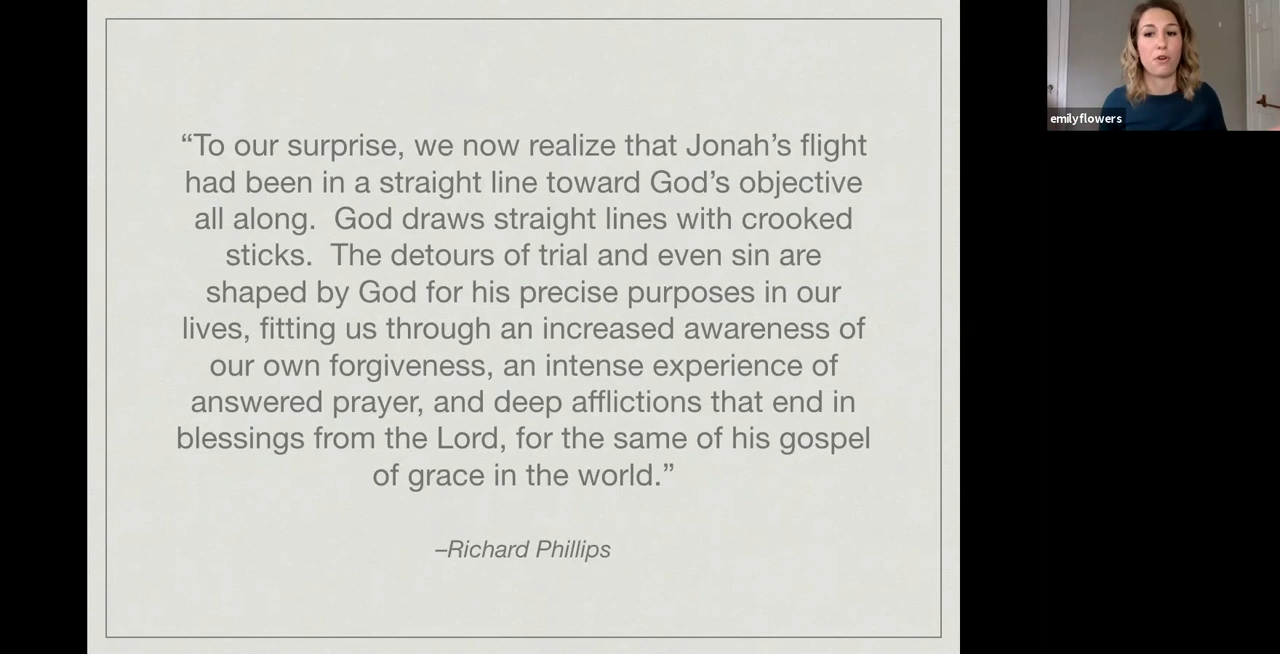 “To our surprise, we now realize that Jonah’s flight
had been in a straight line toward God’s objective
all along.  God draws straight lines with crooked
sticks.  The detours of trial and even sin are
shaped by God for his precise purposes in our
lives, fitting us through an increased awareness of
our own forgiveness, an intense experience of
answered prayer, and deep afflictions that end in
blessings from the Lord, for the same of his gospel
of grace in the world.”
–Richard Phillips
emilyflowers